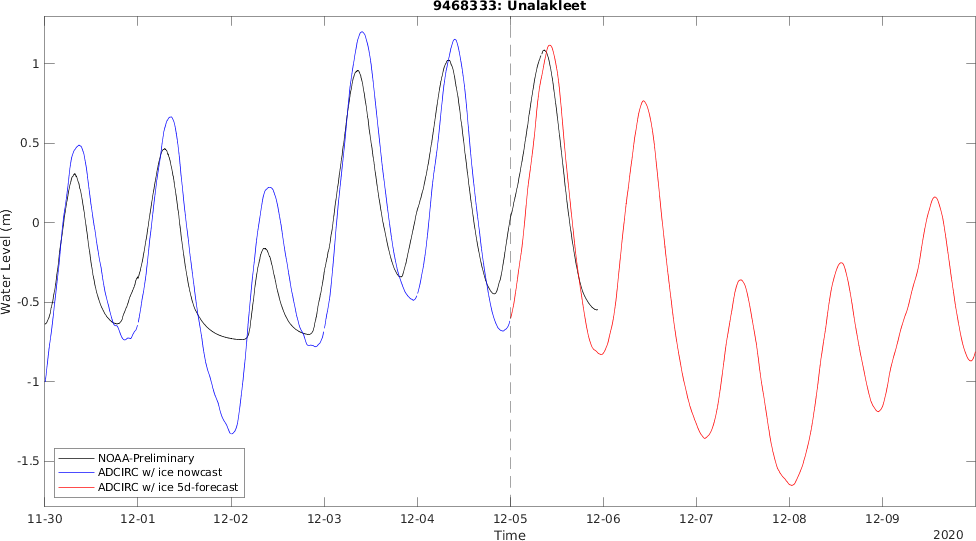 9468333: Unalakleet
Water Level (m)
1
0.5
0
-0.5
-1
-1.5
NOAA-Preliminary
ADCIRC w/ ice nowcast
ADCIRC w/ ice 5d-forecast
11-30 12-01 12-02 12-03 12-04 12-05 12-06 12-07 12-08 12-09
Time
2020